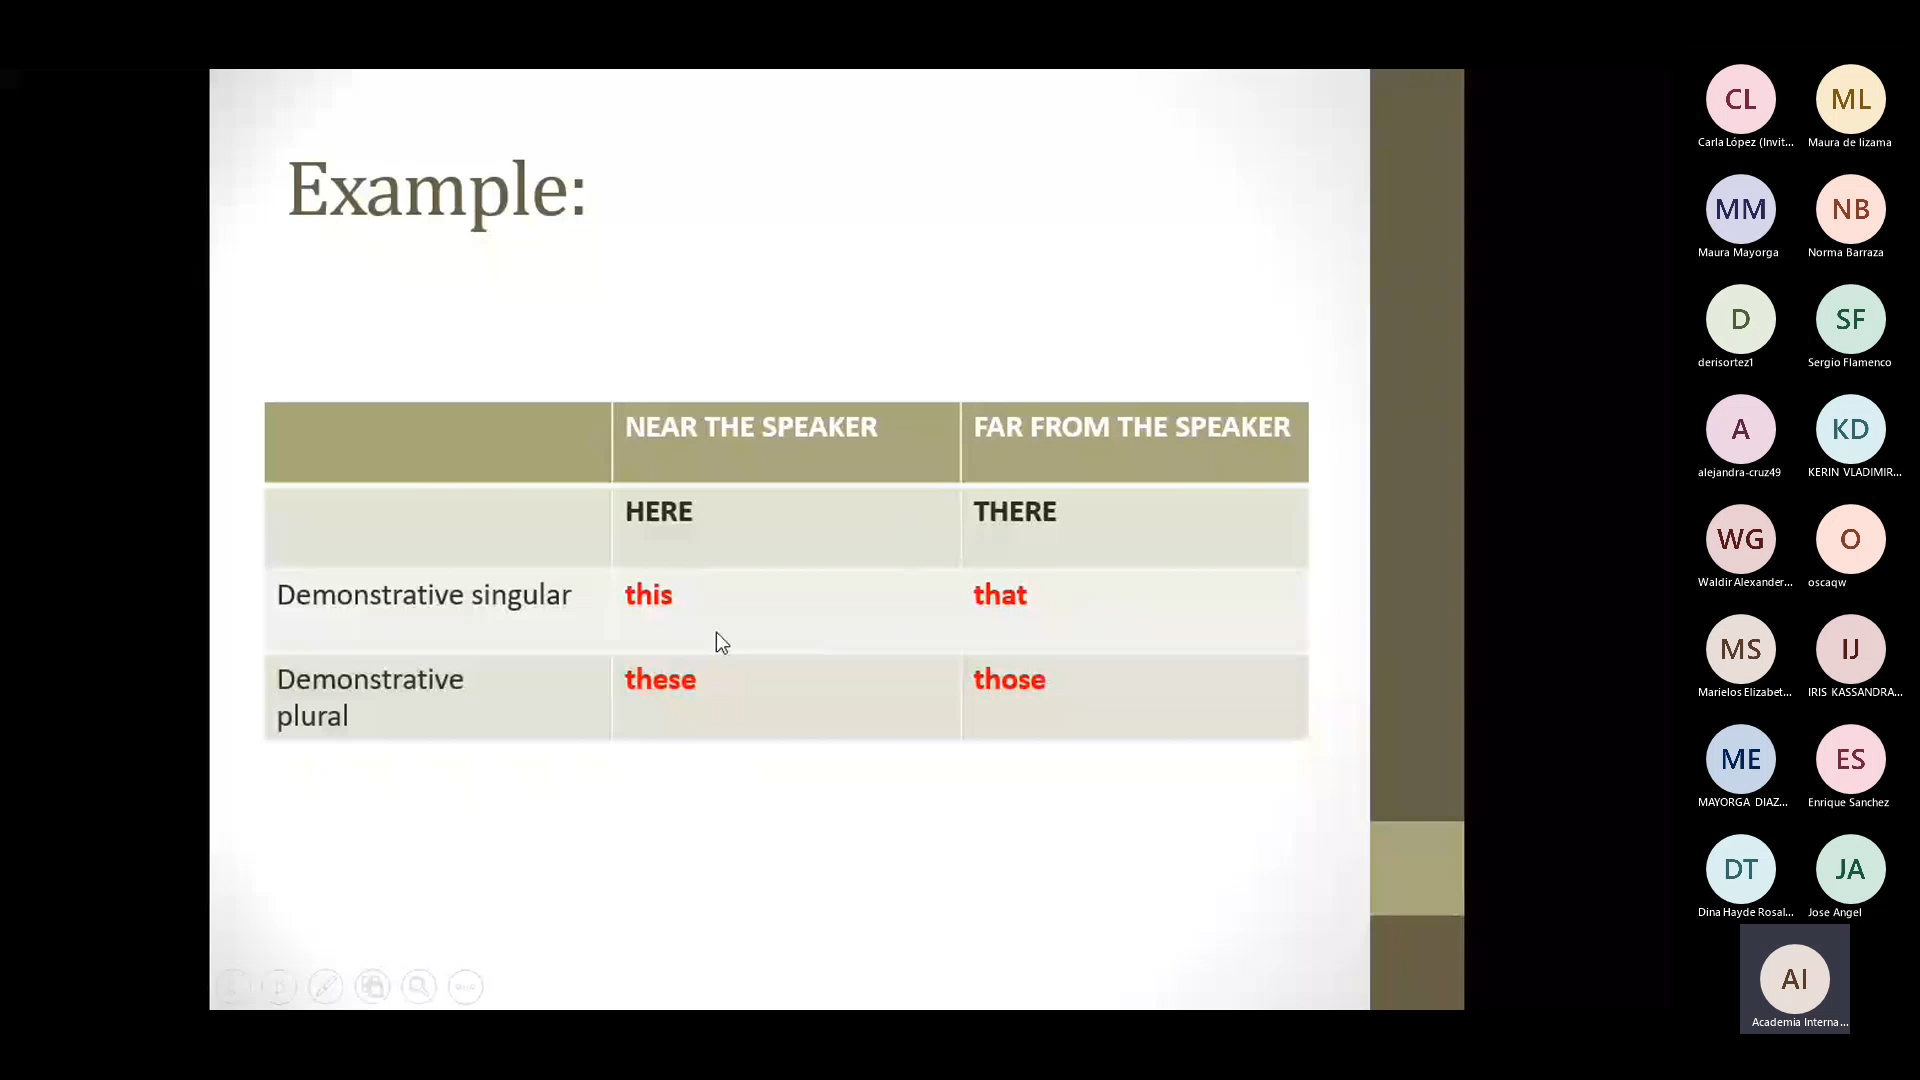 Example:
NEAR THE SPEAKER
FAR FROM THE SPEAKER
HERE
THERE
Demonstrative singular
this
that
Demonstrative
plural
these
those
CL
Carla López (Invit...
ML
Maura de lizama
MM
Maura Mayorga
NB
Norma Barraza
D
derisortez1
SF
Sergio Flamenco
A
alejandra-cruz49
KD
KERIN VLADIMIR...
WG
Waldir Alexander...
O
oscaqw
MS
Marielos Elizabet...
IJ
IRIS KASSANDRA...
ME
MAYORGA DIAZ...
ES
Enrique Sanchez
DT
Dina Hayde Rosal...
JA
Jose Angel
AI
Academia Interna...